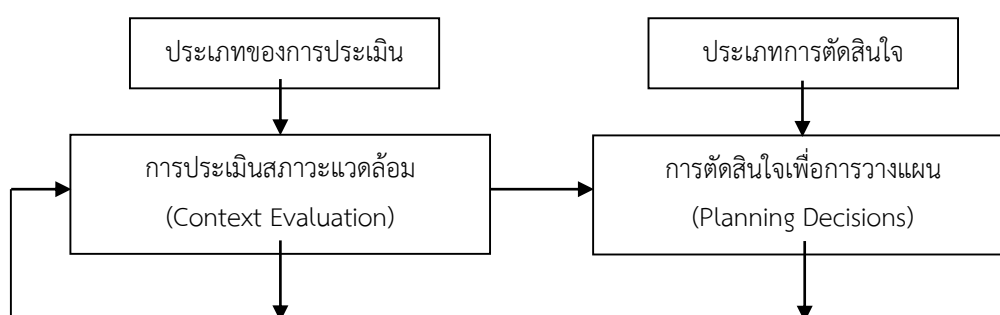 ประเภทของการประเมิน
ประเภทการตัดสินใจ
การประเมินสภาวะแวดล้อม
(Context Evaluation)
การตัดสินใจเพื่อการวางแผน
(Planning Decisions)